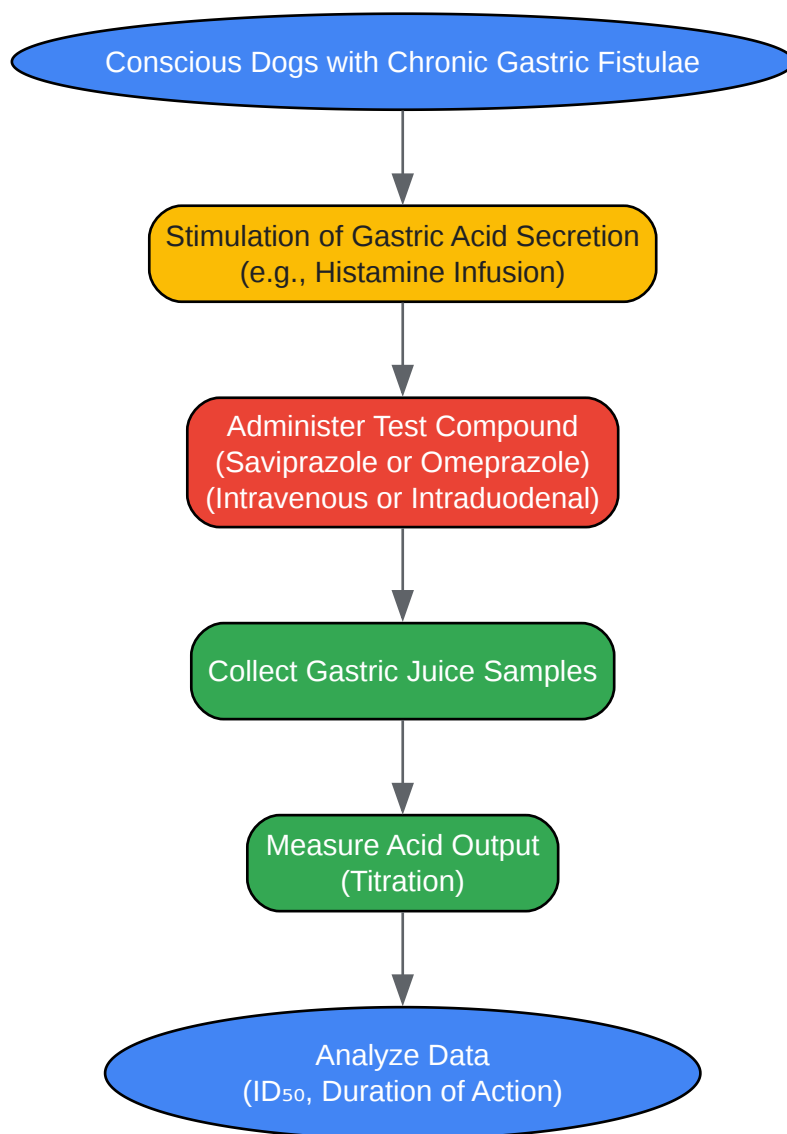 Conscious Dogs with Chronic Gastric Fistulae
Stimulation of Gastric Acid Secretion
(e.g., Histamine Infusion)
Administer Test Compound
(Saviprazole or Omeprazole)
(Intravenous or Intraduodenal)
Collect Gastric Juice Samples
Measure Acid Output
(Titration)
Analyze Data
(ID₅₀, Duration of Action)